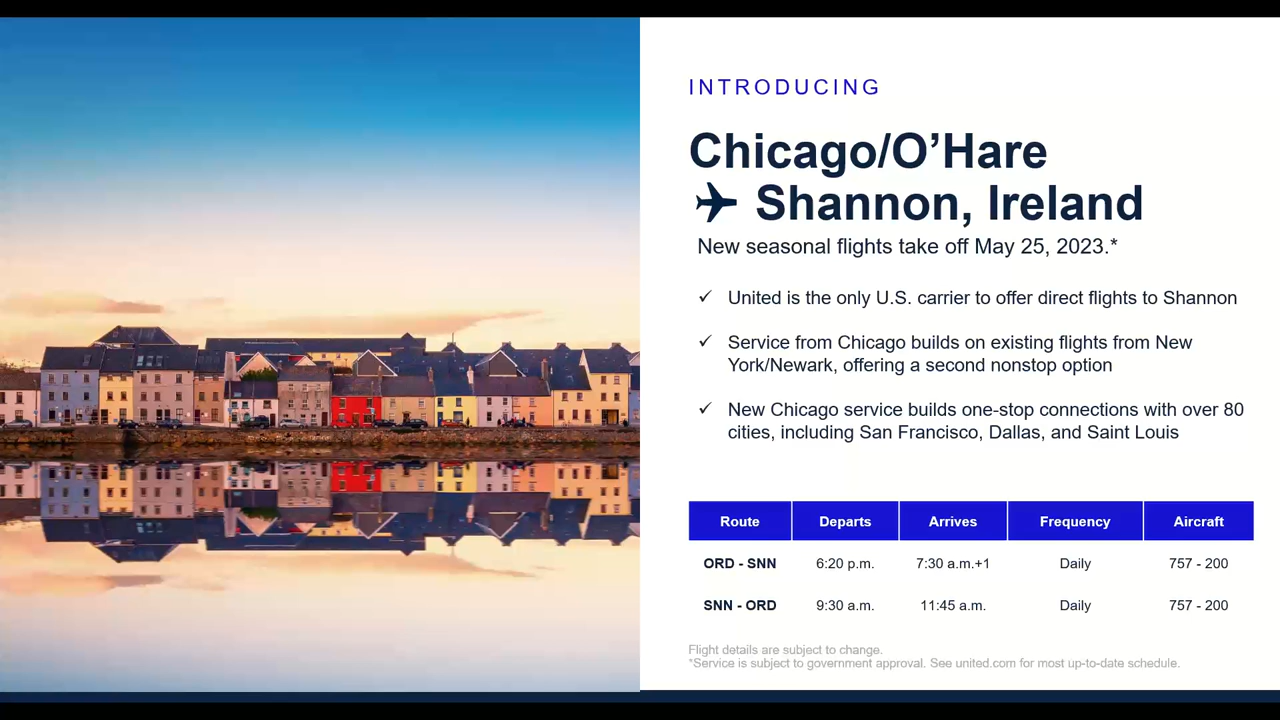 INTRODUCING
Chicago/O’Hare
✈ Shannon, Ireland
New seasonal flights take off May 25, 2023.*
✓ United is the only U.S. carrier to offer direct flights to Shannon
✓ Service from Chicago builds on existing flights from New
York/Newark, offering a second nonstop option
✓ New Chicago service builds one-stop connections with over 80
cities, including San Francisco, Dallas, and Saint Louis
Route Departs Arrives Frequency Aircraft
ORD - SNN 6:20 p.m. 7:30 a.m.+1 Daily 757 - 200
SNN - ORD 9:30 a.m. 11:45 a.m. Daily 757 - 200
Flight details are subject to change.
*Service is subject to government approval. See united.com for most up-to-date schedule.